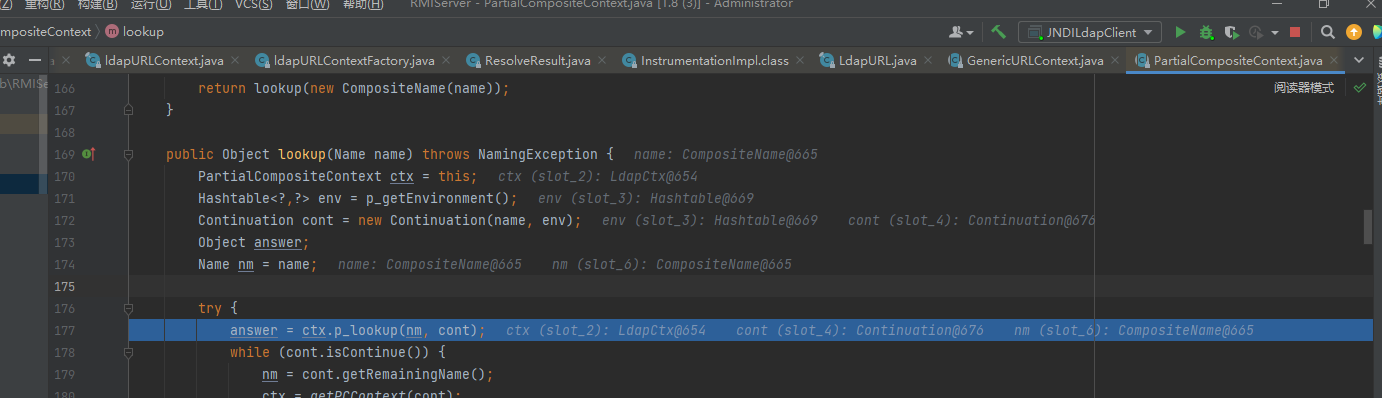 Z) 重构(R) 构建(B) 运行(U) 工具(T) VCS(S) 窗口(W) 帮助(H) RMIServer - PartialCompositeContext.java [1.8 (3)] - Administrator
mpositeContext lookup JNDILdapClient
ldapURLContext.java ldapURLContextFactory.java ResolveResult.java InstrumentationImpl.class LdapURL.java GenericURLContext.java PartialCompositeContext.java
b\RMISe
阅读器模式
166 return lookup(new CompositeName(name));
167 }
168
169 public Object lookup(Name name) throws NamingException { name: CompositeName@665
170 PartialCompositeContext ctx = this; ctx (slot_2): LdapCtx@654
171 Hashtable<?,?> env = p_getEnvironment(); env (slot_3): Hashtable@669
172 Continuation cont = new Continuation(name, env); env (slot_3): Hashtable@669 cont (slot_4): Continuation@676
173 Object answer;
174 Name nm = name; name: CompositeName@665 nm (slot_6): CompositeName@665
175
176 try {
177 answer = ctx.p_lookup(nm, cont); ctx (slot_2): LdapCtx@654 cont (slot_4): Continuation@676 nm (slot_6): CompositeName@665
178 while (cont.isContinue()) {
179 nm = cont.getRemainingName();
180 ctx = getPCContext(cont);